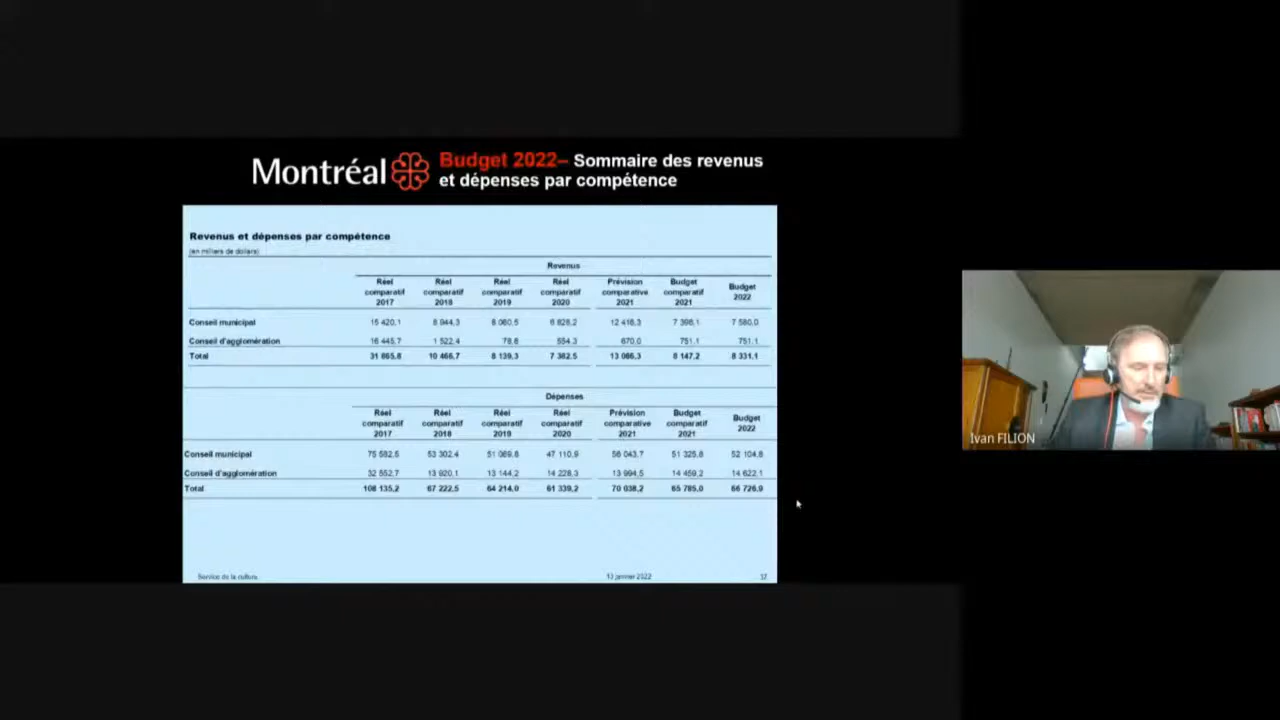 Montréal
Budget 2022– Sommaire des revenus
et dépenses par compétence
Revenus et dépenses par compétence
(en milliers de dollars)
Revenus
Réel comparatif 2017 Réel comparatif 2018 Réel comparatif 2019 Réel comparatif 2020 Prévision comparative 2021 Budget comparatif 2021 Budget 2022
Conseil municipal 15 420,1 8 944,3 8 060,5 6 828,2 12 416,3 7 396,1 7 580,0
Conseil d'agglomération 16 445,7 1 522,4 78,8 554,3 670,0 751,1 751,1
Total 31 865,8 10 466,7 8 139,3 7 382,5 13 086,3 8 147,2 8 331,1
Dépenses
Réel comparatif 2017 Réel comparatif 2018 Réel comparatif 2019 Réel comparatif 2020 Prévision comparative 2021 Budget comparatif 2021 Budget 2022
Conseil municipal 75 582,5 53 302,4 51 069,8 47 110,9 56 043,7 51 325,8 52 104,8
Conseil d'agglomération 32 552,7 13 920,1 13 144,2 14 228,3 13 994,5 14 459,2 14 622,1
Total 108 135,2 67 222,5 64 214,0 61 339,2 70 038,2 65 785,0 66 726,9
Service de la culture 13 janvier 2022
Ivan FILION